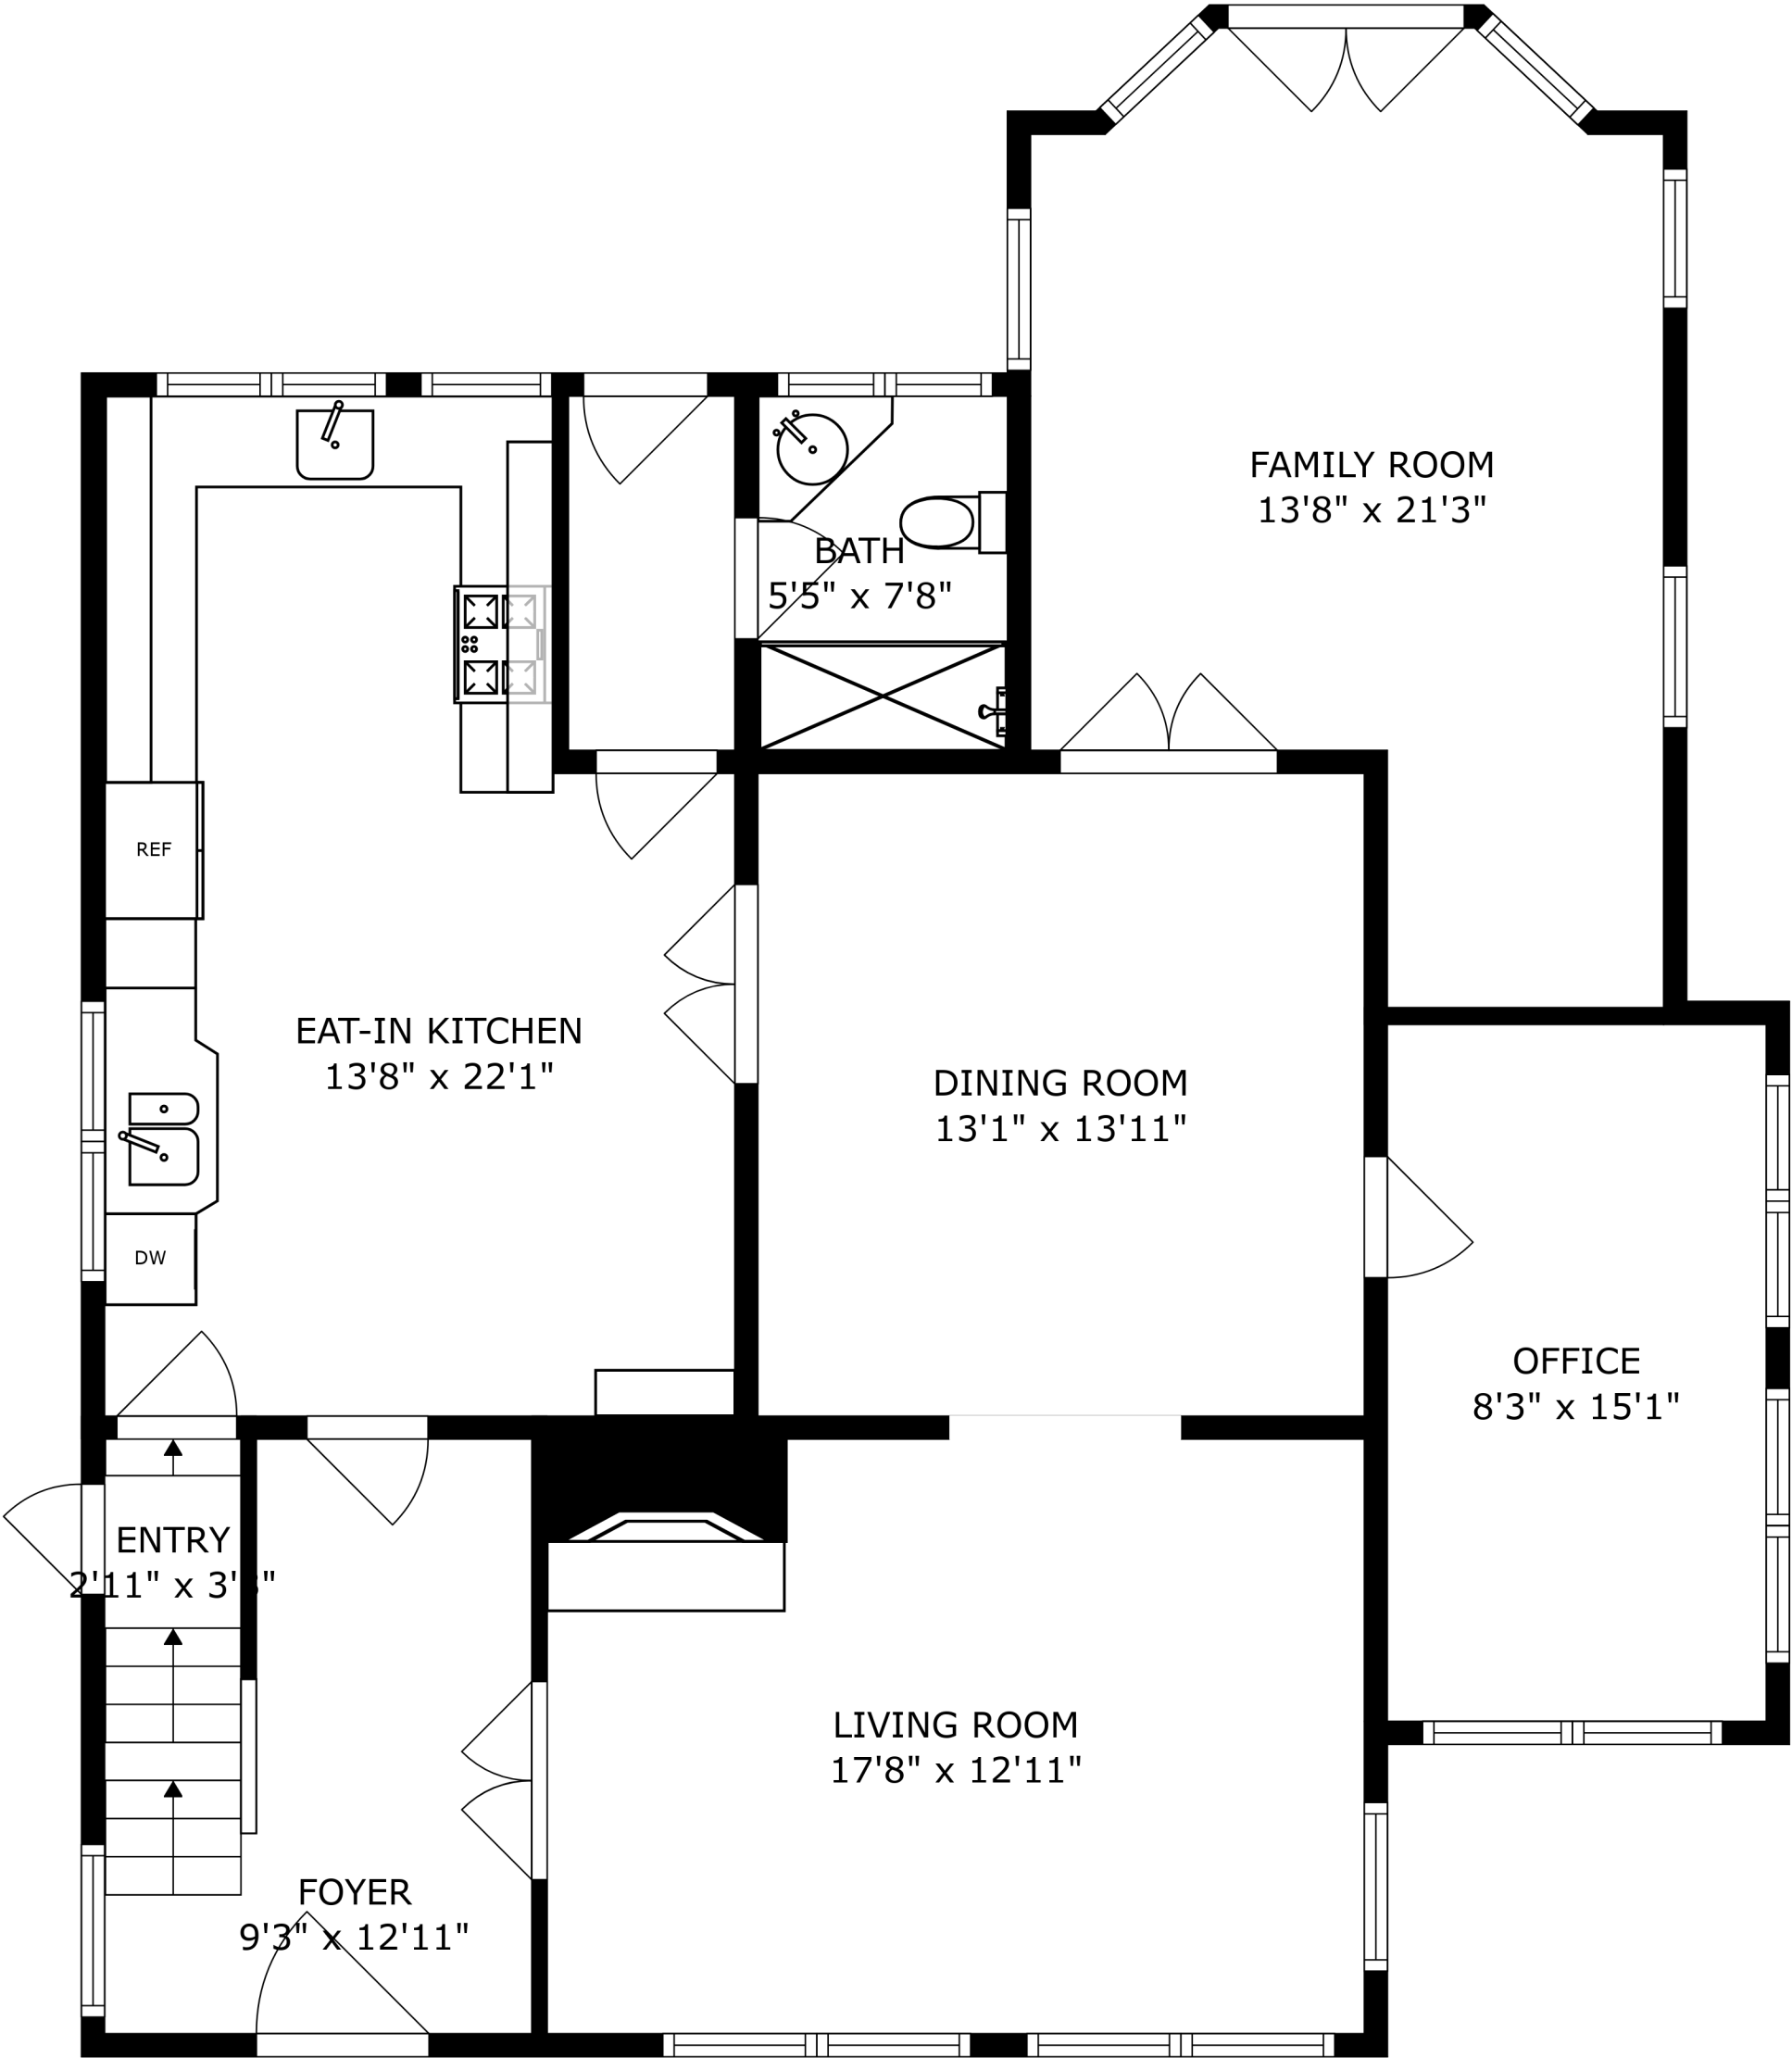 FAMILY ROOM
13'8" x 21'3"
BATH
5'5" x 7'8"
REF
EAT-IN KITCHEN
13'8" x 22'1"
DINING ROOM
13'1" x 13'11"
DW
OFFICE
8'3" x 15'1"
ENTRY
2'11" x
LIVING ROOM
17'8" x 12'11"
FOYER
9'3" x 12'11"